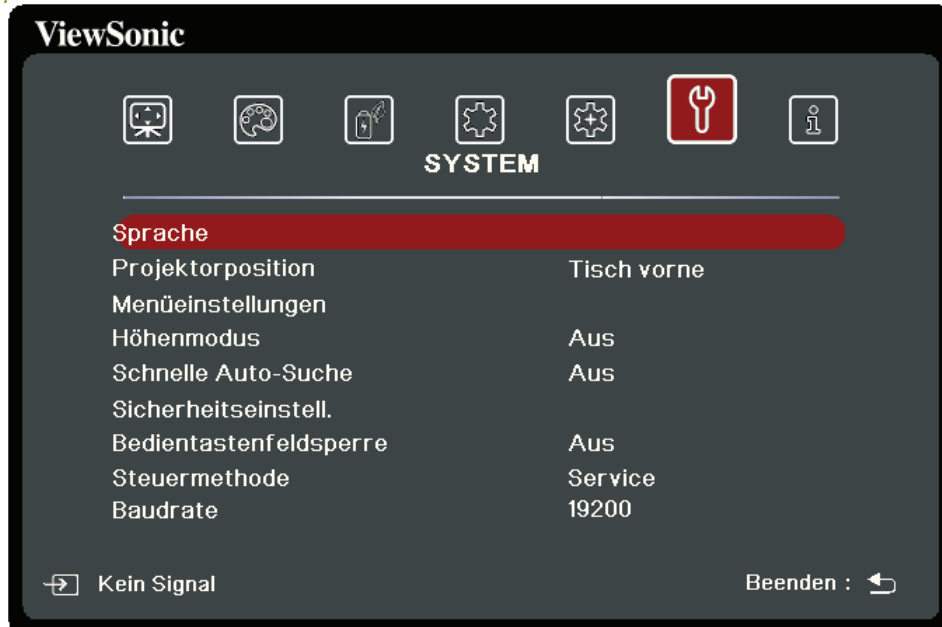 ViewSonic
SYSTEM
Sprache
Projektorposition Tisch vorne
Menüeinstellungen
Höhenmodus Aus
Schnelle Auto-Suche Aus
Sicherheitseinstell.
Bedientastenfeldsperre Aus
Steuermethode Service
Baudrate 19200
Kein Signal Beenden :